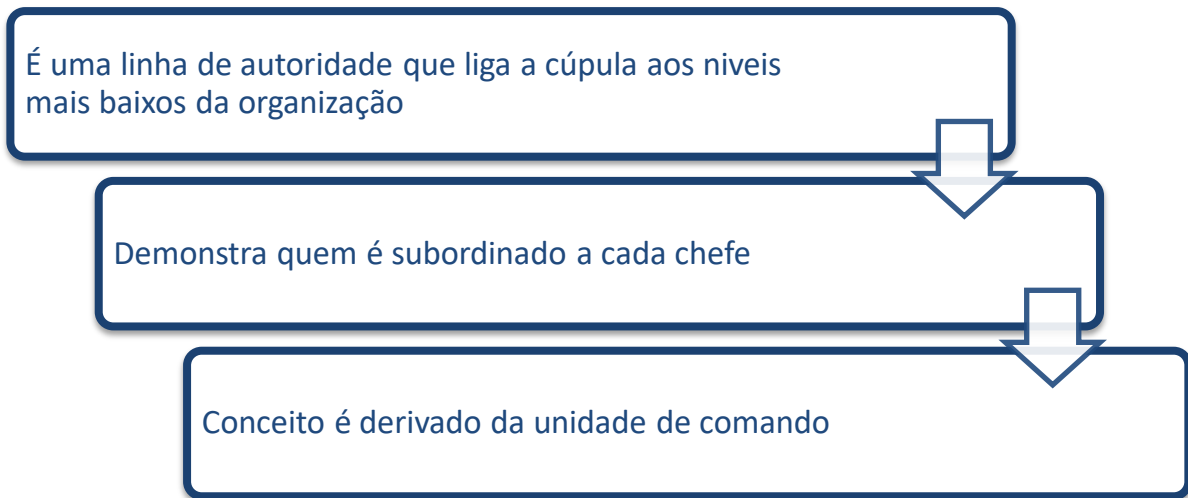 É uma linha de autoridade que liga a cúpula aos niveis
mais baixos da organização
Demonstra quem é subordinado a cada chefe
Conceito é derivado da unidade de comando